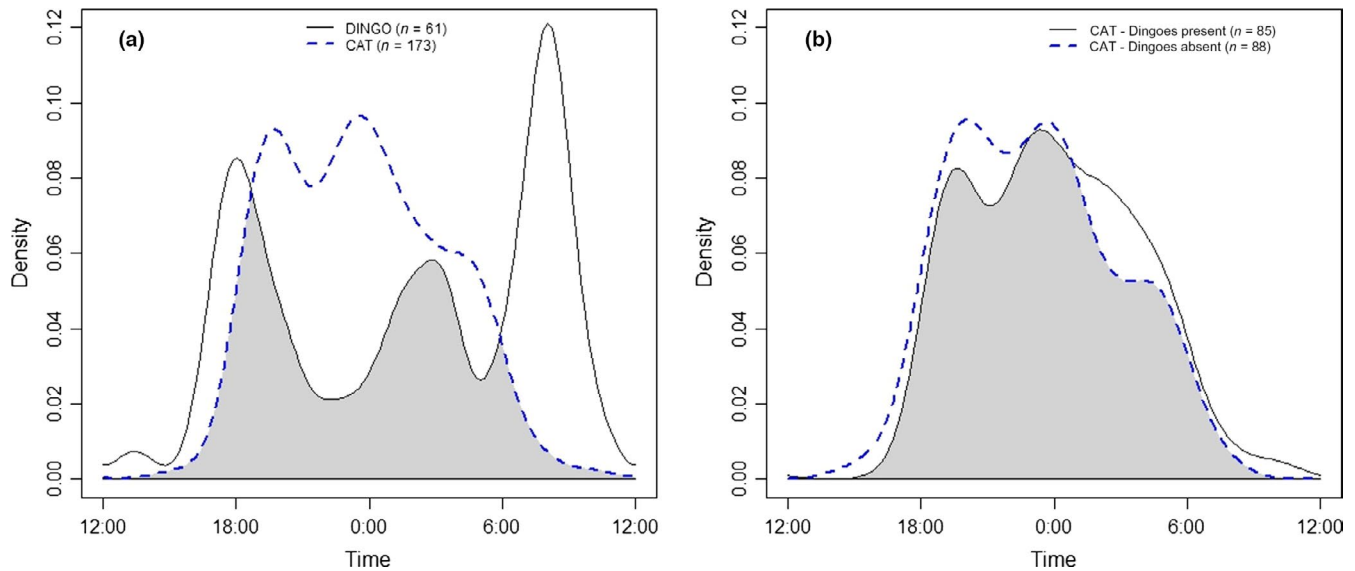 (a)
DINGO (n = 61)
CAT (n = 173)
Density
0.00
0.02
0.04
0.06
0.08
0.10
0.12
12:00 18:00 0:00 6:00 12:00
Time
(b)
CAT - Dingoes present (n = 85)
CAT - Dingoes absent (n = 88)
Density
0.00
0.02
0.04
0.06
0.08
0.10
0.12
12:00 18:00 0:00 6:00 12:00
Time